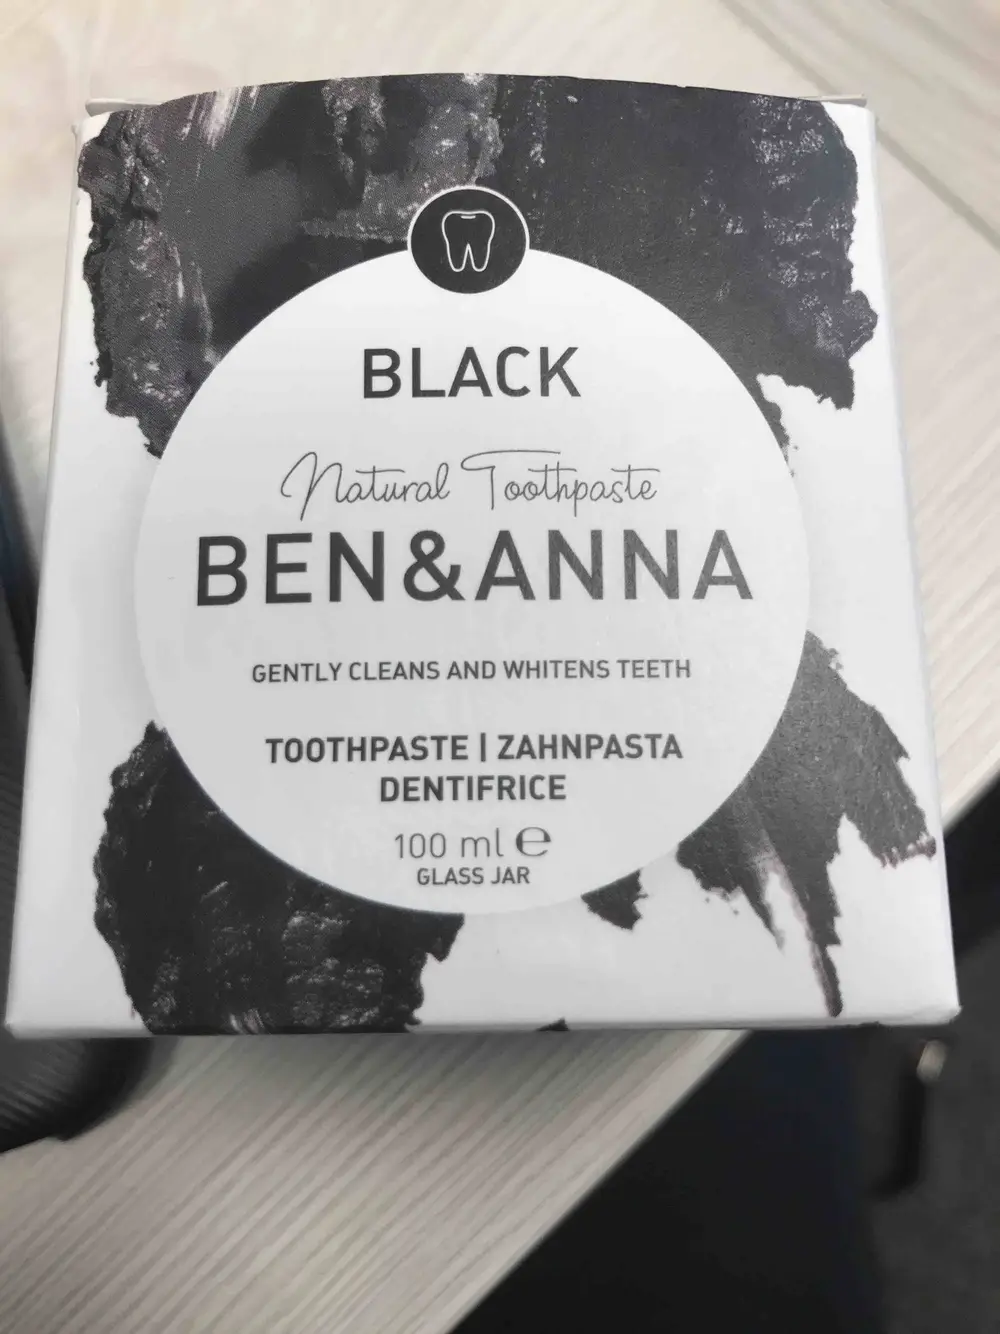 BLACK
Natural Toothpaste
BEN&ANNA
GENTLY CLEANS AND WHITENS TEETH
TOOTHPASTE | ZAHNPASTA
DENTIFRICE
100 ml ℮
GLASS JAR